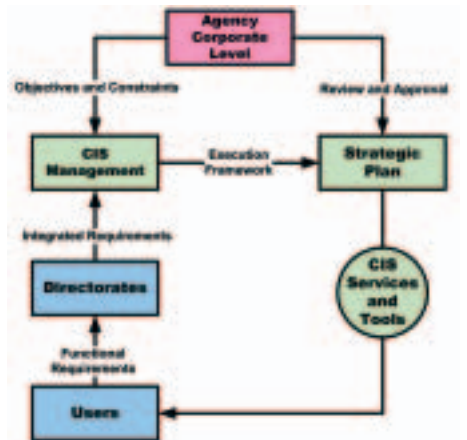 Agency
Corporate
Level
Objectives and Constraints
Review and Approval
CIS
Management
Execution
Framework
Strategic
Plan
Integrated Requirements
Directorates
CIS
Services
and
Tools
Functional
Requirements
Users